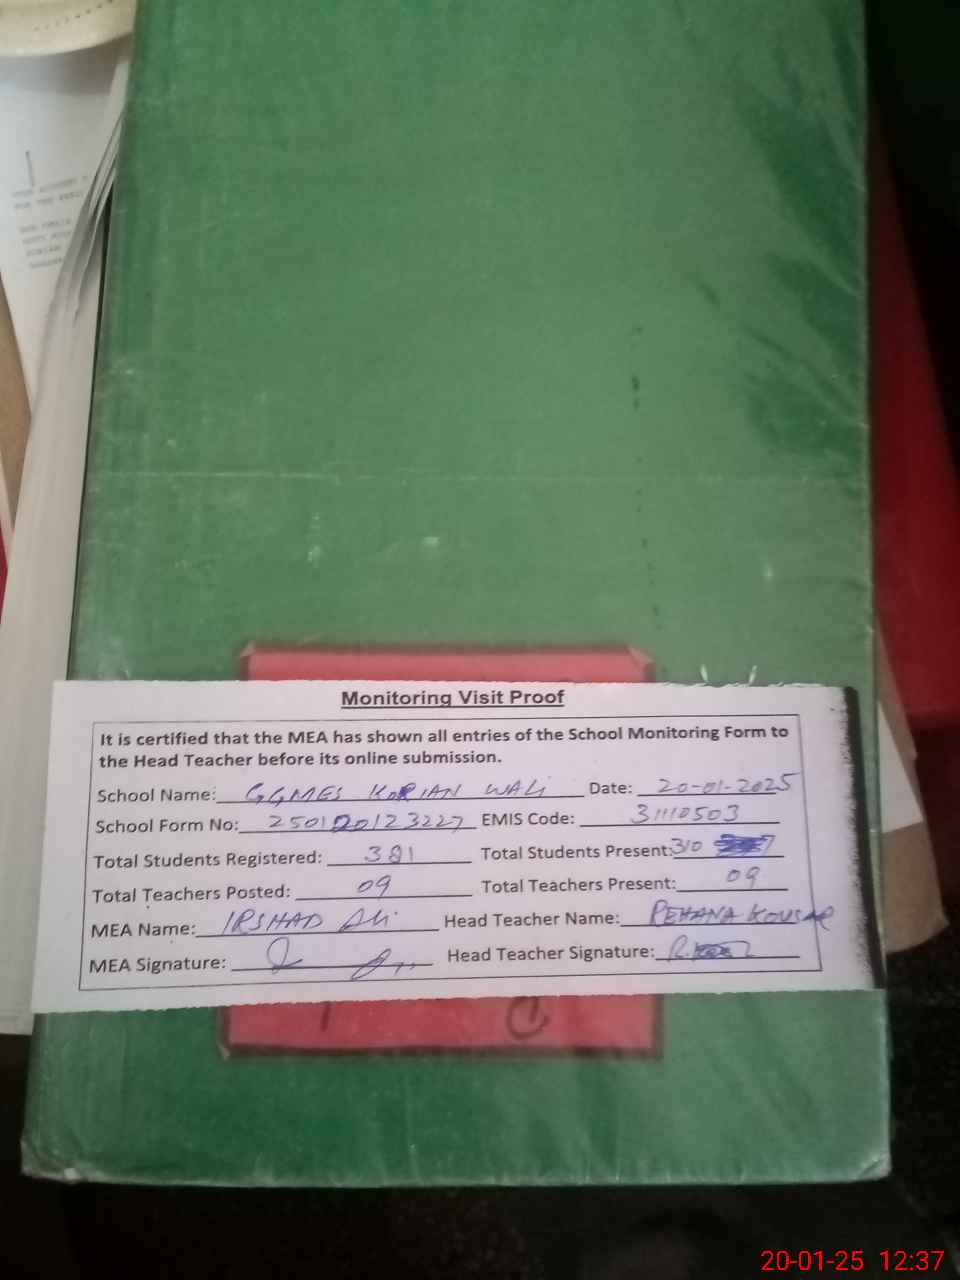 Monitoring Visit Proof
It is certified that the MEA has shown all entries of the School Monitoring Form to
the Head Teacher before its online submission.
School Name: GGMES KORIAN WALI Date: 20-01-2025
School Form No: 250120123227 EMIS Code: 31110503
Total Students Registered: 381 Total Students Present: 310
Total Teachers Posted: 09 Total Teachers Present: 09
MEA Name: IRSHAD Ali Head Teacher Name: REHANA KOUSAR
MEA Signature: Head Teacher Signature:
20-01-25 12:37